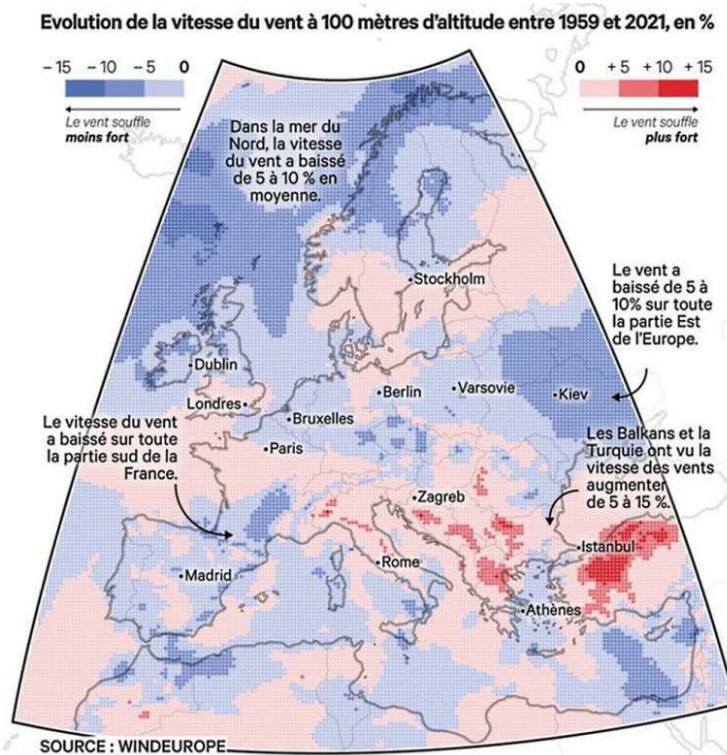 Evolution de la vitesse du vent à 100 mètres d'altitude entre 1959 et 2021, en %
− 15 − 10 − 5 0
Le vent souffle
moins fort
0 + 5 + 10 + 15
Le vent souffle
plus fort
Dans la mer du
Nord, la vitesse
du vent a baissé
de 5 à 10 % en
moyenne.
Stockholm
Le vent a
baissé de 5 à
10% sur toute
la partie Est
de l'Europe.
Dublin
Londres
Berlin
Varsovie
Kiev
Bruxelles
Le vitesse du vent
a baissé sur toute
la partie sud de la
France.
Paris
Les Balkans et la
Turquie ont vu la
vitesse des vents
augmenter
de 5 à 15 %.
Zagreb
Istanbul
Madrid
Rome
Athènes
SOURCE : WINDEUROPE